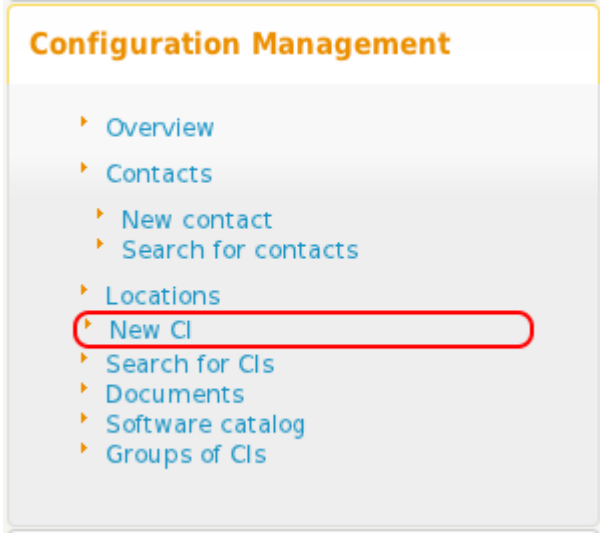 Configuration Management
Overview
Contacts
New contact
Search for contacts
Locations
New CI
Search for CIs
Documents
Software catalog
Groups of CIs